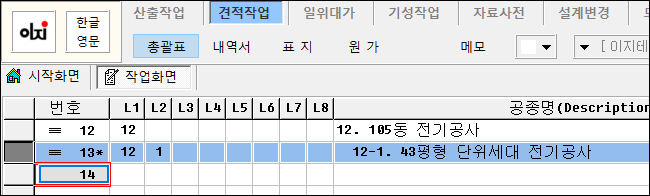 이지 한글 영문
산출작업 견적작업 일위대가 기성작업 자료사전 설계변경
총괄표 내역서 표 지 원 가 메모 [ 이지테
시작화면 작업화면
번호 L1 L2 L3 L4 L5 L6 L7 L8 공종명(Description
12 12 12. 105동 전기공사
13* 12 1 12-1. 43평형 단위세대 전기공사
14